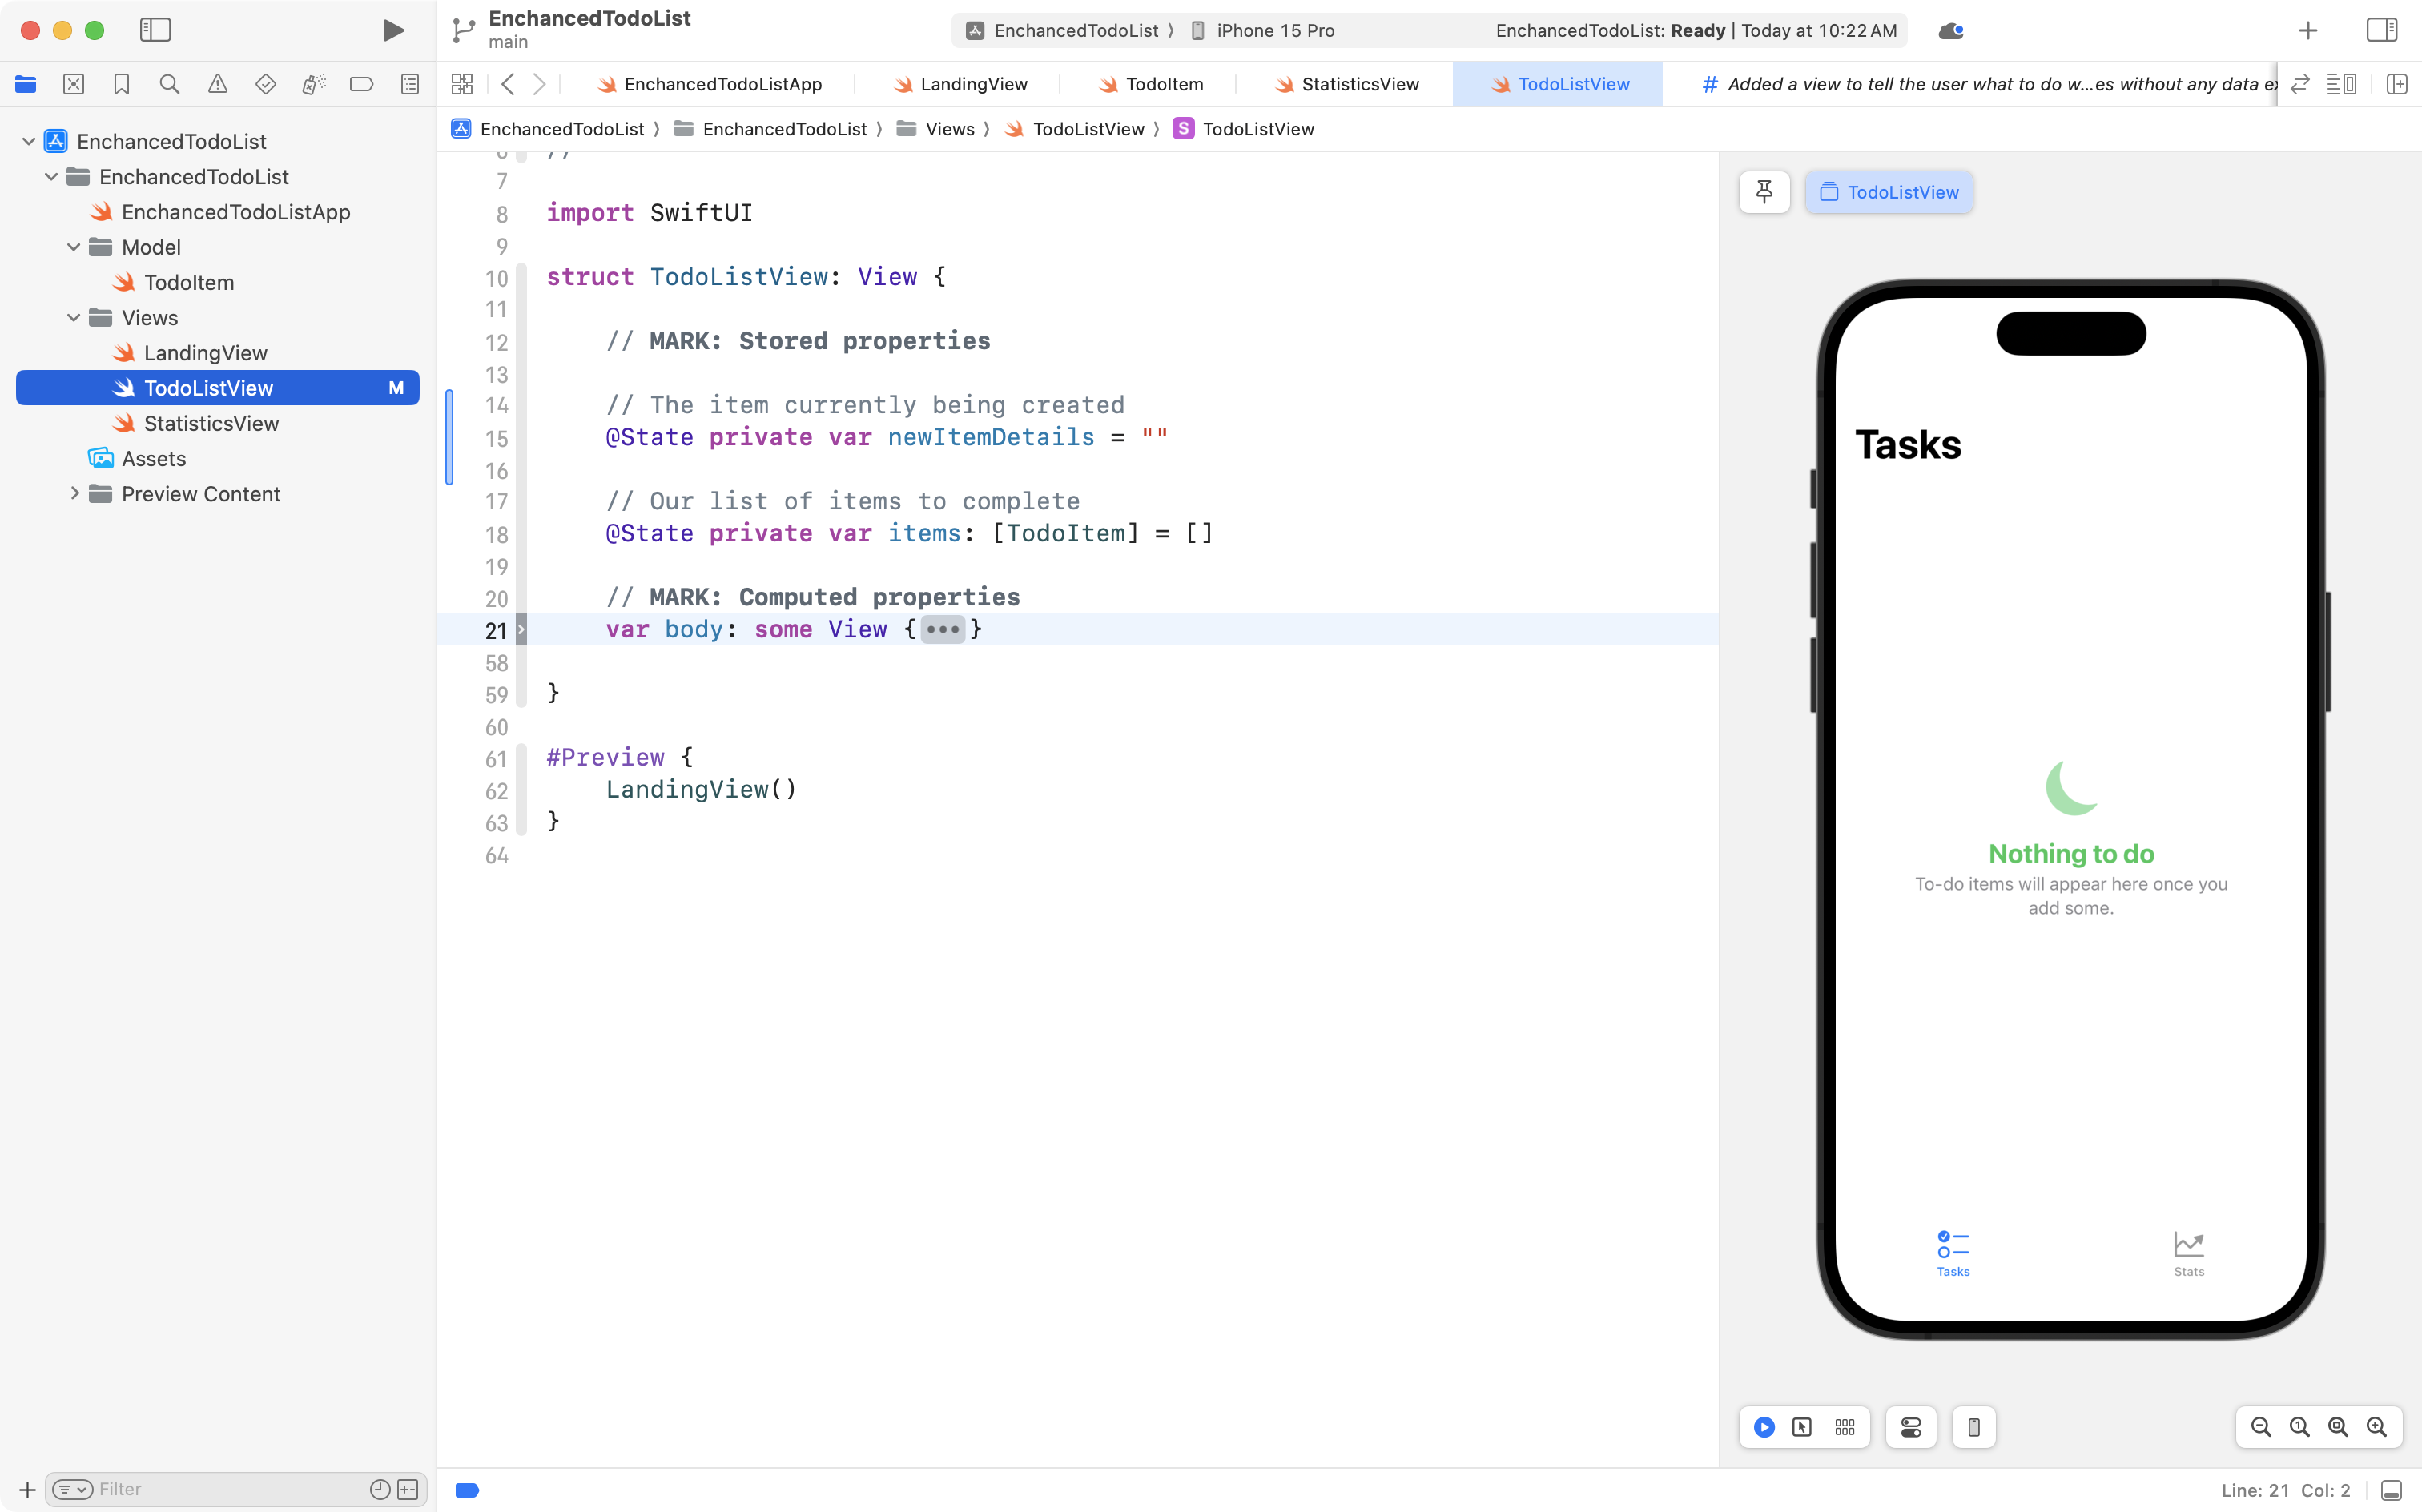 EnchancedTodoList
main
EnchancedTodoList
iPhone 15 Pro
EnchancedTodoList: Ready | Today at 10:22 AM
EnchancedTodoListApp
LandingView
TodoItem
StatisticsView
TodoListView
# Added a view to tell the user what to do w...es without any data ex
EnchancedTodoList
EnchancedTodoList
Views
TodoListView
S TodoListView
EnchancedTodoList
EnchancedTodoList
EnchancedTodoListApp
Model
TodoItem
Views
LandingView
TodoListView M
StatisticsView
Assets
Preview Content
Filter
6 //
7
8 import SwiftUI
9
10 struct TodoListView: View {
11
12 // MARK: Stored properties
13
14 // The item currently being created
15 @State private var newItemDetails = ""
16
17 // Our list of items to complete
18 @State private var items: [TodoItem] = []
19
20 // MARK: Computed properties
21 var body: some View {•••}
58
59 }
60
61 #Preview {
62 LandingView()
63 }
64
TodoListView
Tasks
Nothing to do
To-do items will appear here once you
add some.
Tasks
Stats
Line: 21 Col: 2